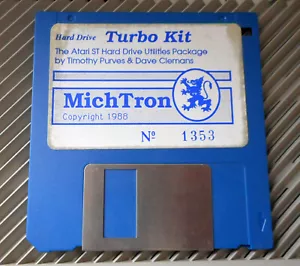 Hard Drive Turbo Kit
The Atari ST Hard Drive Utilities Package
by Timothy Purves & Dave Clemans
MichTron
Copyright 1988
Nº 1353